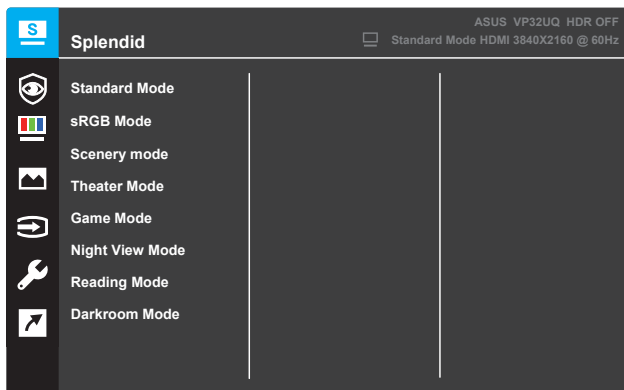 S
ASUS VP32UQ HDR OFF
Splendid
Standard Mode HDMI 3840X2160 @ 60Hz
Standard Mode
sRGB Mode
Scenery mode
Theater Mode
Game Mode
Night View Mode
Reading Mode
Darkroom Mode